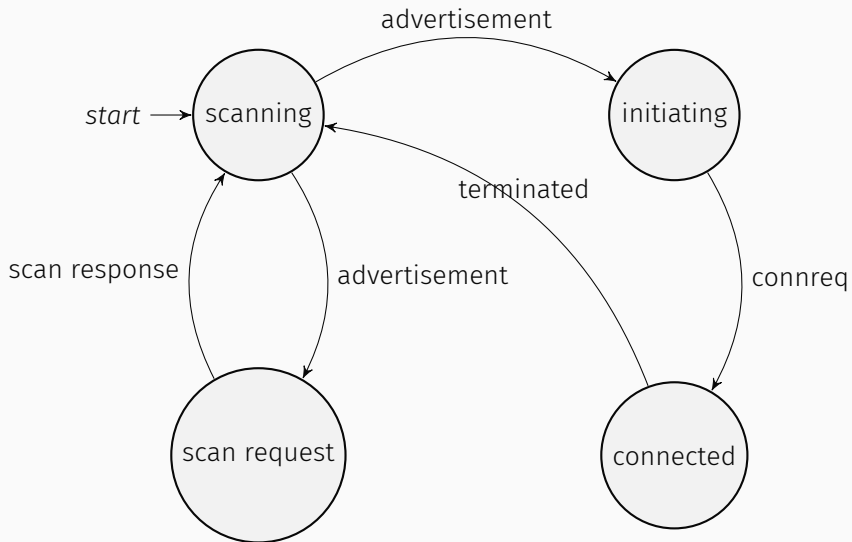 advertisement
start
scanning
initiating
terminated
scan response
advertisement
connreq
scan request
connected